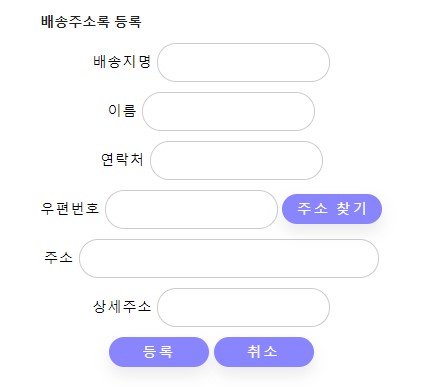 배송주소록 등록
배송지명
이름
연락처
우편번호 주소 찾기
주소
상세주소
등록 취소